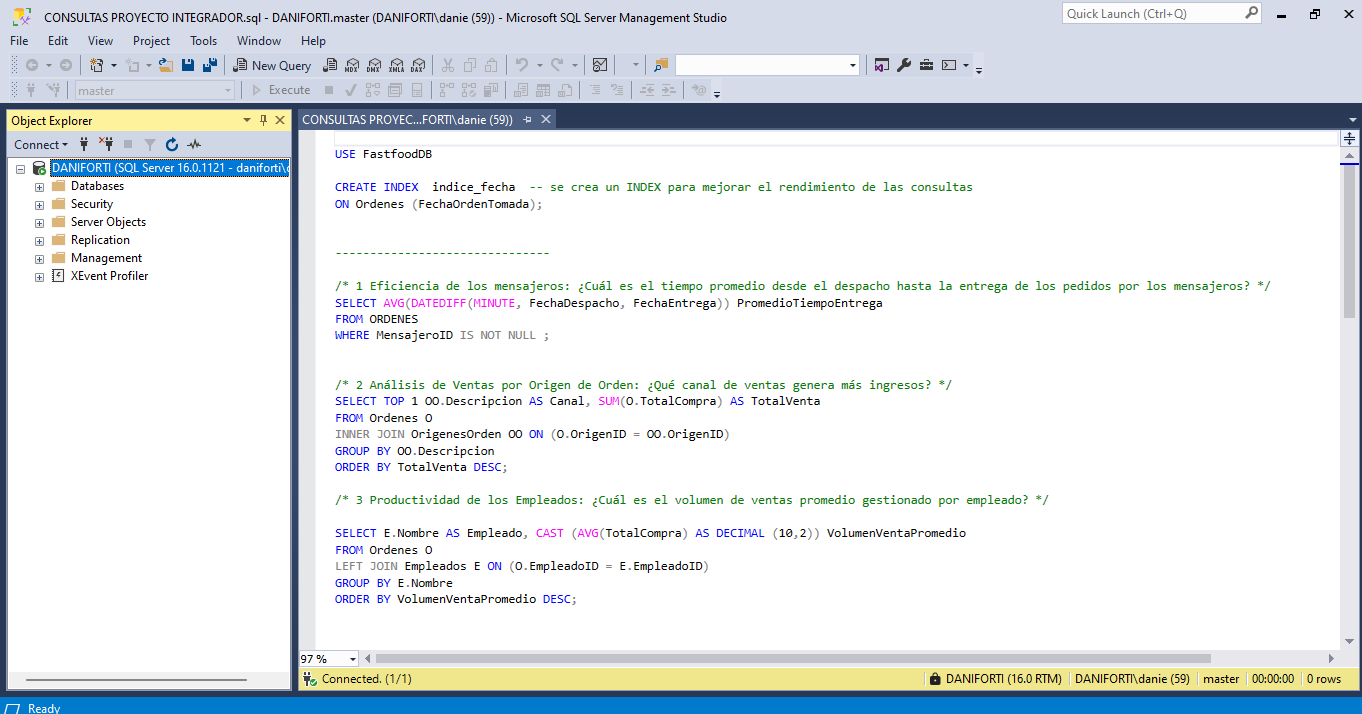 CONSULTAS PROYECTO INTEGRADOR.sql - DANIFORTI.master (DANIFORTI\danie (59)) - Microsoft SQL Server Management Studio
Quick Launch (Ctrl+Q)
File Edit View Project Tools Window Help
New Query
MDX DMX XMLA DAX
master
Execute
Object Explorer
CONSULTAS PROYEC...FORTI\danie (59))
Connect
DANIFORTI (SQL Server 16.0.1121 - daniforti\
Databases
Security
Server Objects
Replication
Management
XEvent Profiler
USE FastfoodDB
CREATE INDEX indice_fecha -- se crea un INDEX para mejorar el rendimiento de las consultas
ON Ordenes (FechaOrdenTomada);
-------------------------------
/* 1 Eficiencia de los mensajeros: ¿Cuál es el tiempo promedio desde el despacho hasta la entrega de los pedidos por los mensajeros? */
SELECT AVG(DATEDIFF(MINUTE, FechaDespacho, FechaEntrega)) PromedioTiempoEntrega
FROM ORDENES
WHERE MensajeroID IS NOT NULL ;
/* 2 Análisis de Ventas por Origen de Orden: ¿Qué canal de ventas genera más ingresos? */
SELECT TOP 1 OO.Descripcion AS Canal, SUM(O.TotalCompra) AS TotalVenta
FROM Ordenes O
INNER JOIN OrigenesOrden OO ON (O.OrigenID = OO.OrigenID)
GROUP BY OO.Descripcion
ORDER BY TotalVenta DESC;
/* 3 Productividad de los Empleados: ¿Cuál es el volumen de ventas promedio gestionado por empleado? */
SELECT E.Nombre AS Empleado, CAST (AVG(TotalCompra) AS DECIMAL (10,2)) VolumenVentaPromedio
FROM Ordenes O
LEFT JOIN Empleados E ON (O.EmpleadoID = E.EmpleadoID)
GROUP BY E.Nombre
ORDER BY VolumenVentaPromedio DESC;
97 %
Connected. (1/1)
DANIFORTI (16.0 RTM) DANIFORTI\danie (59) master 00:00:00 0 rows
Ready